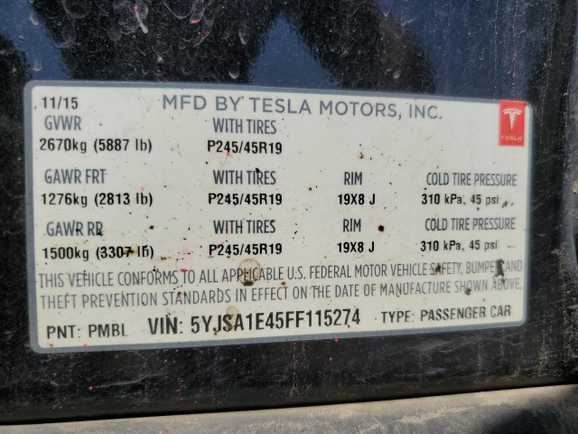 11/15 MFD BY TESLA MOTORS, INC.
GVWR WITH TIRES
2670kg (5887 lb) P245/45R19
TESLA
GAWR FRT WITH TIRES RIM COLD TIRE PRESSURE
1276kg (2813 lb) P245/45R19 19X8 J 310 kPa, 45 psi
GAWR RR WITH TIRES RIM COLD TIRE PRESSURE
1500kg (3307 lb) P245/45R19 19X8 J 310 kPa, 45 psi
THIS VEHICLE CONFORMS TO ALL APPLICABLE U.S. FEDERAL MOTOR VEHICLE SAFETY, BUMPER AND
THEFT PREVENTION STANDARDS IN EFFECT ON THE DATE OF MANUFACTURE SHOWN ABOVE.
PNT: PMBL VIN: 5YJSA1E45FF115274 TYPE: PASSENGER CAR